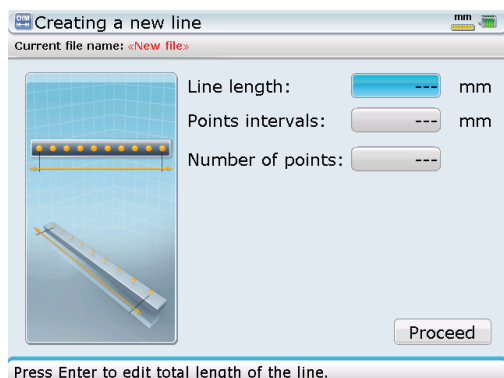 DIM
Creating a new line
mm
Current file name: «New file»
Line length: --- mm
Points intervals: --- mm
Number of points: ---
Proceed
Press Enter to edit total length of the line.